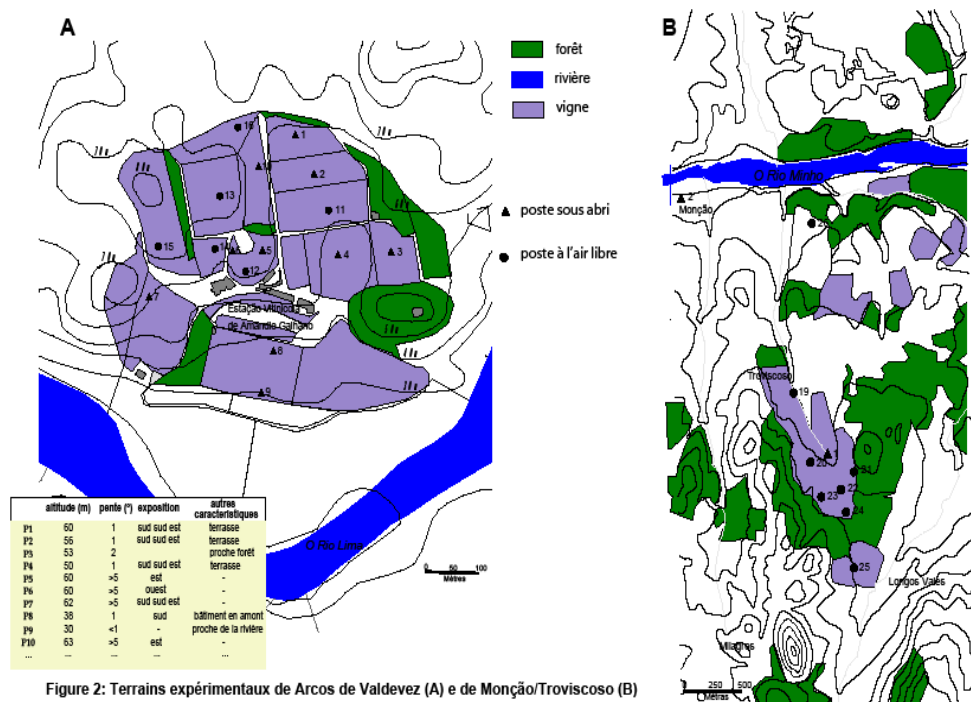 A
forêt
rivière
vigne
poste sous abri
poste à l'air libre
16
1
10
2
13
11
15
14
6
5
4
3
12
7
Estação Vitivinícola
de Amândio Galhano
8
9
O Rio Lima
0 50 100
Mètres
altitude (m) pente (º) exposition autres caracteristiques
P1 60 1 sud sud est terrasse
P2 56 1 sud sud est terrasse
P3 53 2 proche forêt
P4 50 1 sud sud est terrasse
P5 60 >5 est -
P6 60 >5 ouest -
P7 62 >5 sud sud est -
P8 38 1 sud bâtiment en amont
P9 30 <1 - proche de la rivière
P10 63 >5 est -
... ... ... ... ...
B
O Rio Minho
2
Monção
Troviscoso
19
20
21
22
23
24
25
Longos Vales
Milagres
0 250 500
Mètras
Figure 2: Terrains expérimentaux de Arcos de Valdevez (A) e de Monção/Troviscoso (B)